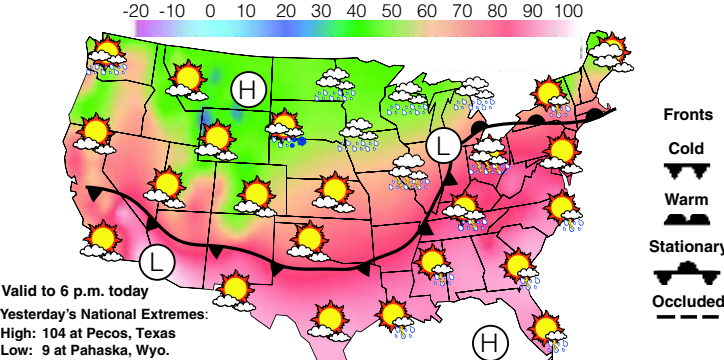 -20 -10 0 10 20 30 40 50 60 70 80 90 100
H
L
L
H
Fronts
Cold
Warm
Stationary
Occluded
Valid to 6 p.m. today
Yesterday's National Extremes:
High: 104 at Pecos, Texas
Low: 9 at Pahaska, Wyo.